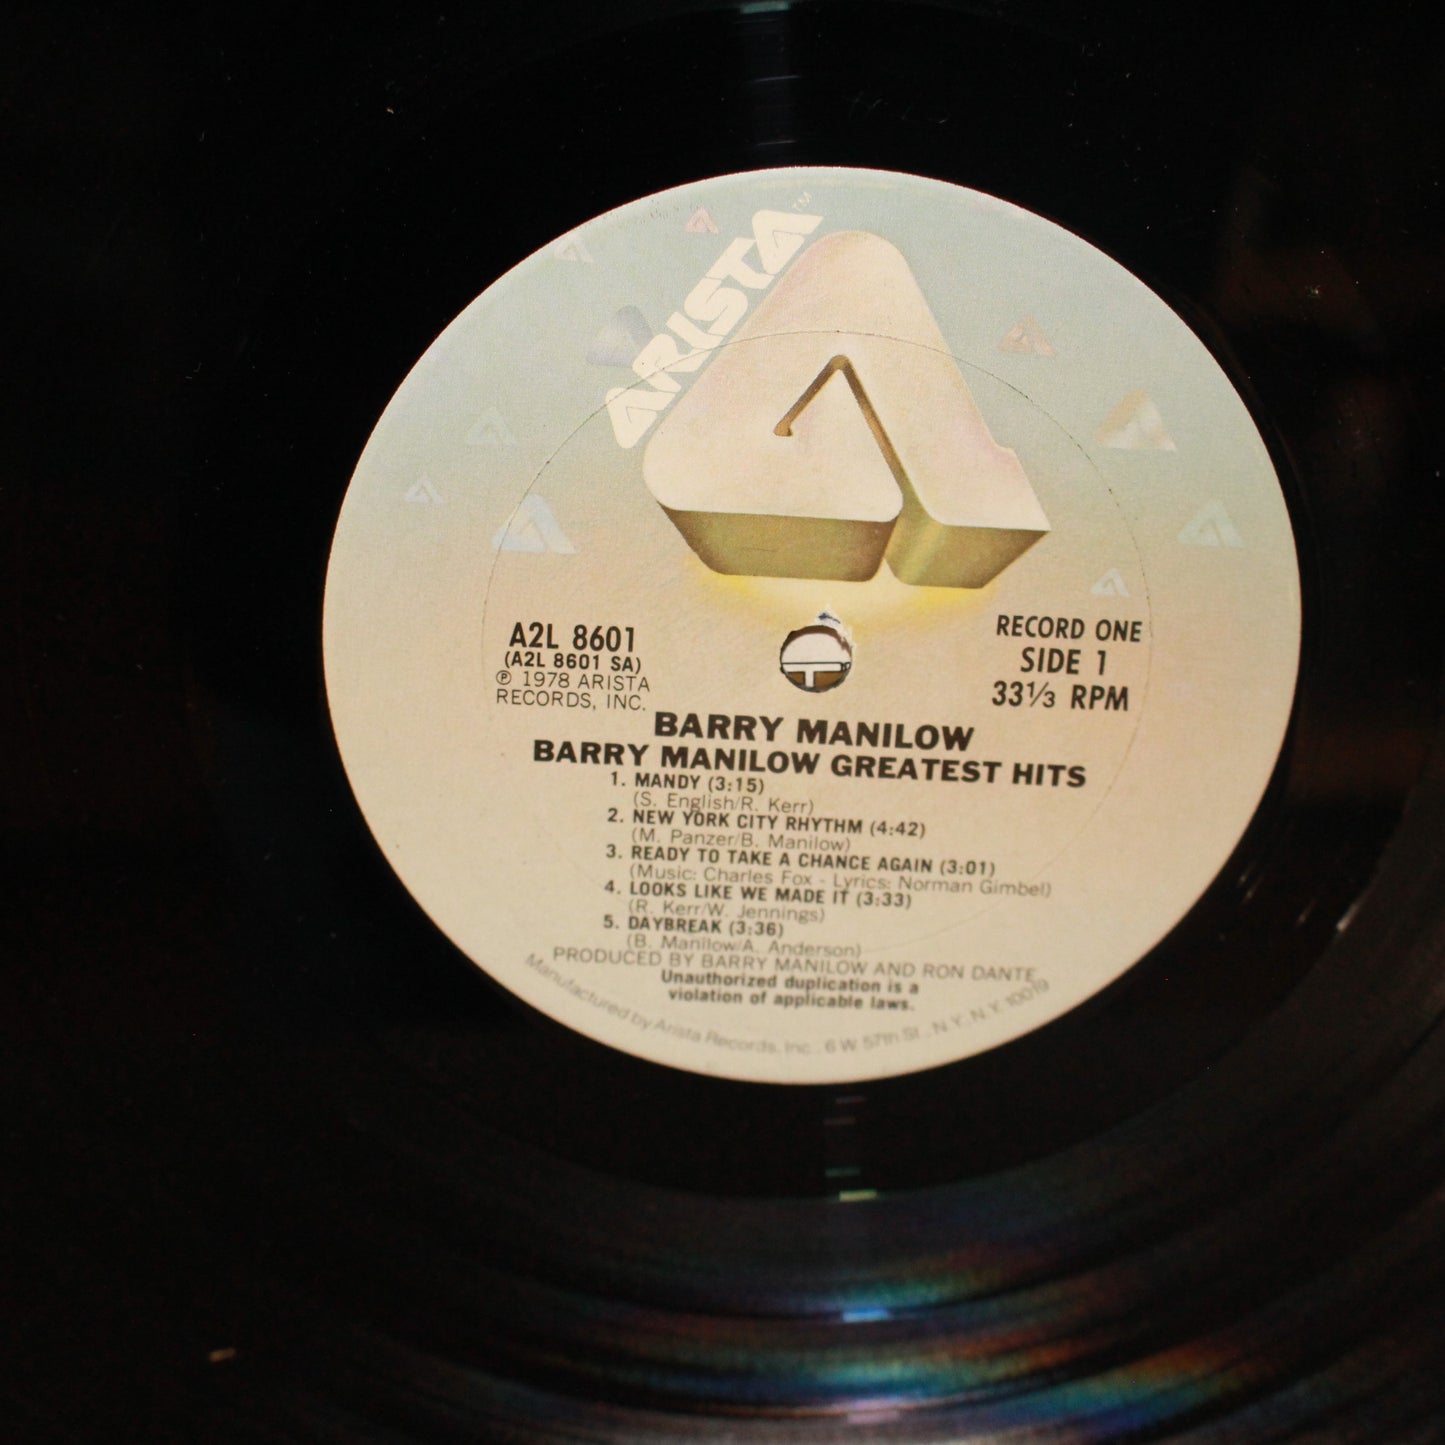 ARISTA™
A2L 8601
(A2L 8601 SA)
℗ 1978 ARISTA
RECORDS, INC.
RECORD ONE
SIDE 1
33⅓ RPM
BARRY MANILOW
BARRY MANILOW GREATEST HITS
1. MANDY (3:15)
(S. English/R. Kerr)
2. NEW YORK CITY RHYTHM (4:42)
(M. Panzer/B. Manilow)
3. READY TO TAKE A CHANCE AGAIN (3:01)
(Music: Charles Fox - Lyrics: Norman Gimbel)
4. LOOKS LIKE WE MADE IT (3:33)
(R. Kerr/W. Jennings)
5. DAYBREAK (3:36)
(B. Manilow/A. Anderson)
PRODUCED BY BARRY MANILOW AND RON DANTE
Unauthorized duplication is a
violation of applicable laws.
Manufactured by Arista Records, Inc., 6 W. 57th St., N.Y., N.Y. 10019